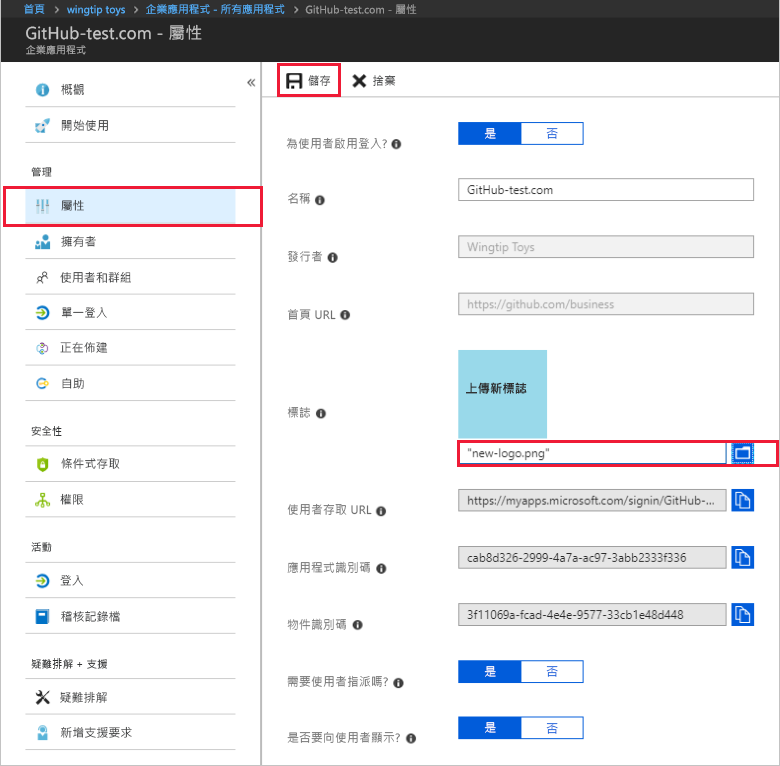 首頁 > wingtip toys > 企業應用程式 - 所有應用程式 > GitHub-test.com - 屬性
GitHub-test.com - 屬性
企業應用程式
«
概觀
開始使用
管理
屬性
擁有者
使用者和群組
單一登入
正在佈建
自助
安全性
條件式存取
權限
活動
登入
稽核記錄檔
疑難排解 + 支援
疑難排解
新增支援要求
儲存 捨棄
為使用者啟用登入? 是 否
名稱 GitHub-test.com
發行者 Wingtip Toys
首頁 URL https://github.com/business
標誌 上傳新標誌
"new-logo.png"
使用者存取 URL https://myapps.microsoft.com/signin/GitHub-...
應用程式識別碼 cab8d326-2999-4a7a-ac97-3abb2333f336
物件識別碼 3f11069a-fcad-4e4e-9577-33cb1e48d448
需要使用者指派嗎? 是 否
是否要向使用者顯示? 是 否